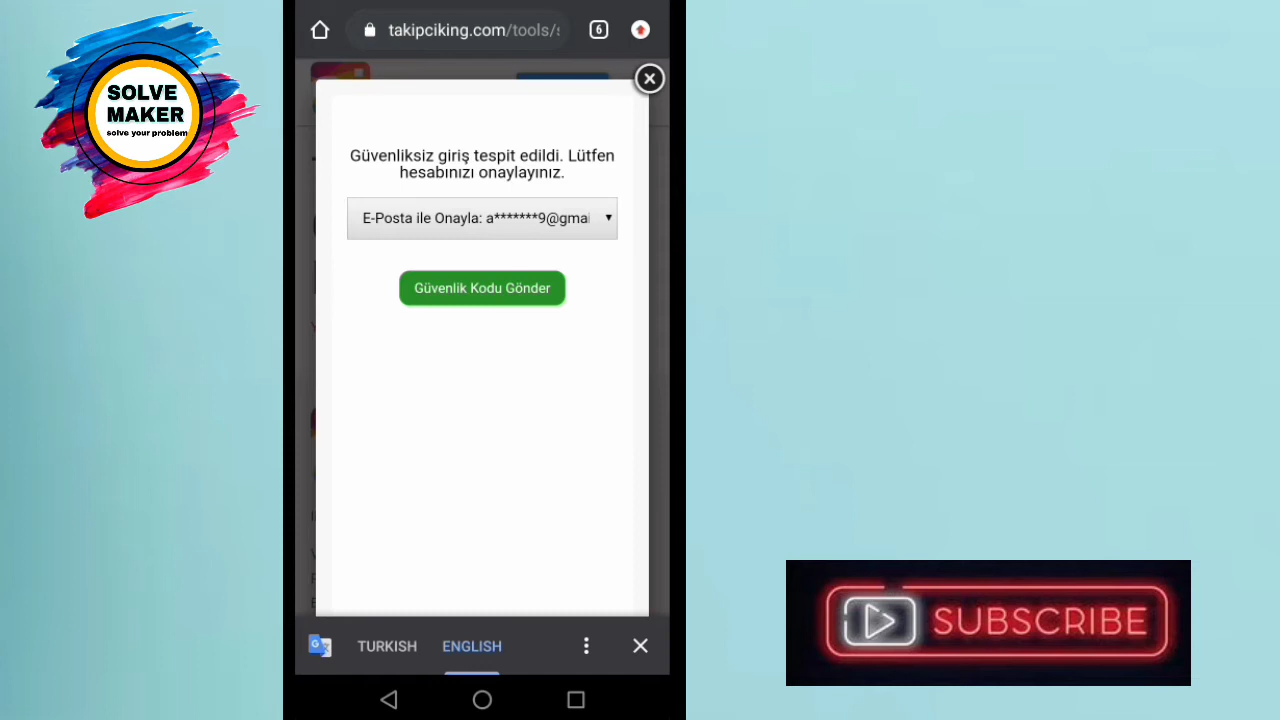 SOLVE
MAKER
solve your problem
takipciking.com/tools/s
6
Güvenliksiz giriş tespit edildi. Lütfen
hesabınızı onaylayınız.
E-Posta ile Onayla: a*******9@gmai
Güvenlik Kodu Gönder
TURKISH ENGLISH
SUBSCRIBE